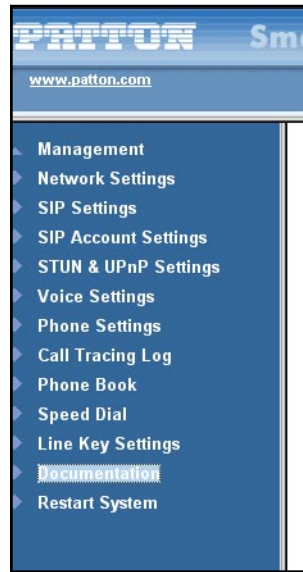 PATTON Sm
www.patton.com
Management
Network Settings
SIP Settings
SIP Account Settings
STUN & UPnP Settings
Voice Settings
Phone Settings
Call Tracing Log
Phone Book
Speed Dial
Line Key Settings
Documentation
Restart System